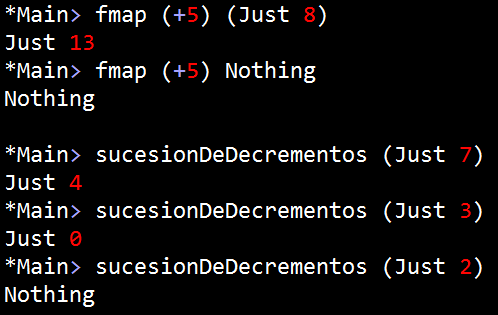 *Main> fmap (+5) (Just 8)
Just 13
*Main> fmap (+5) Nothing
Nothing
*Main> sucesionDeDecrementos (Just 7)
Just 4
*Main> sucesionDeDecrementos (Just 3)
Just 0
*Main> sucesionDeDecrementos (Just 2)
Nothing